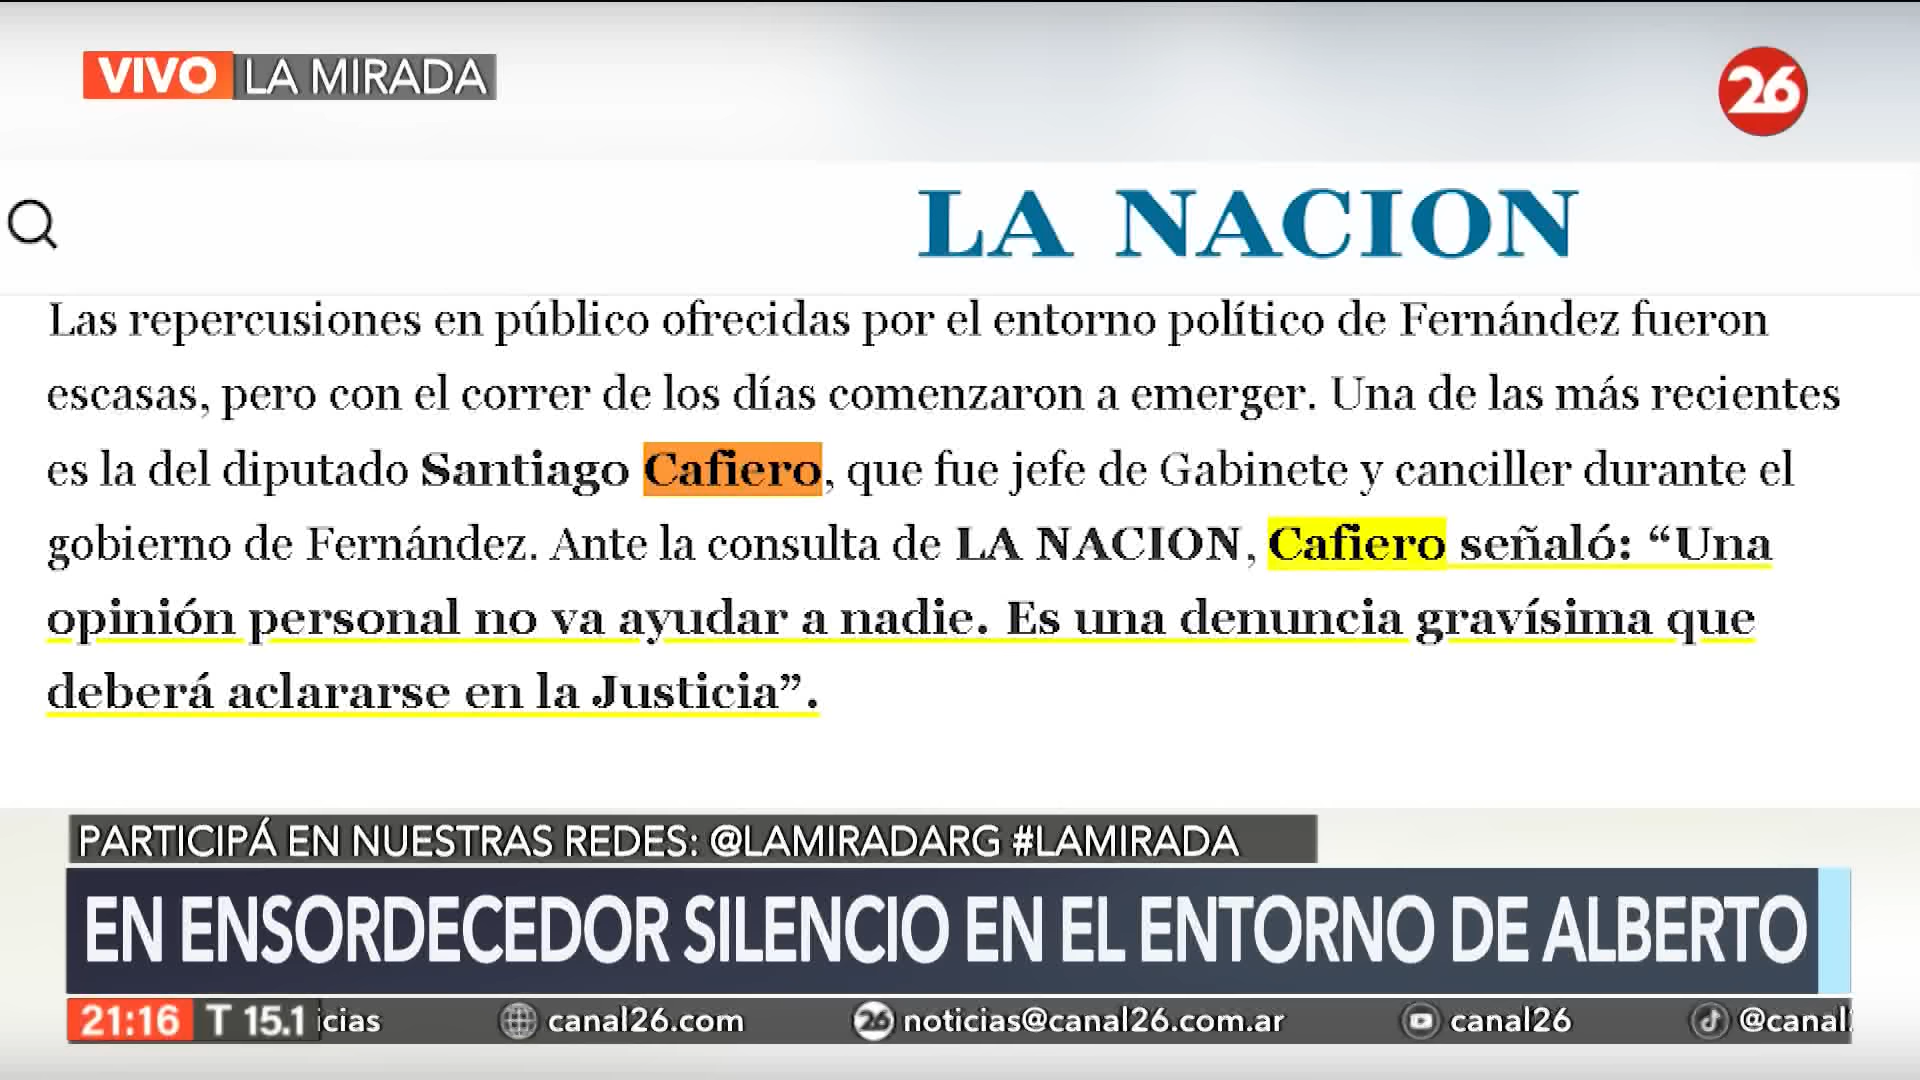 VIVO LA MIRADA
26
LA NACION
Las repercusiones en público ofrecidas por el entorno político de Fernández fueron
escasas, pero con el correr de los días comenzaron a emerger. Una de las más recientes
es la del diputado Santiago Cafiero, que fue jefe de Gabinete y canciller durante el
gobierno de Fernández. Ante la consulta de LA NACION, Cafiero señaló: “Una
opinión personal no va ayudar a nadie. Es una denuncia gravísima que
deberá aclararse en la Justicia”.
PARTICIPÁ EN NUESTRAS REDES: @LAMIRADARG #LAMIRADA
EN ENSORDECEDOR SILENCIO EN EL ENTORNO DE ALBERTO
21:16 T 15.1 icias canal26.com 26 noticias@canal26.com.ar canal26 @canal